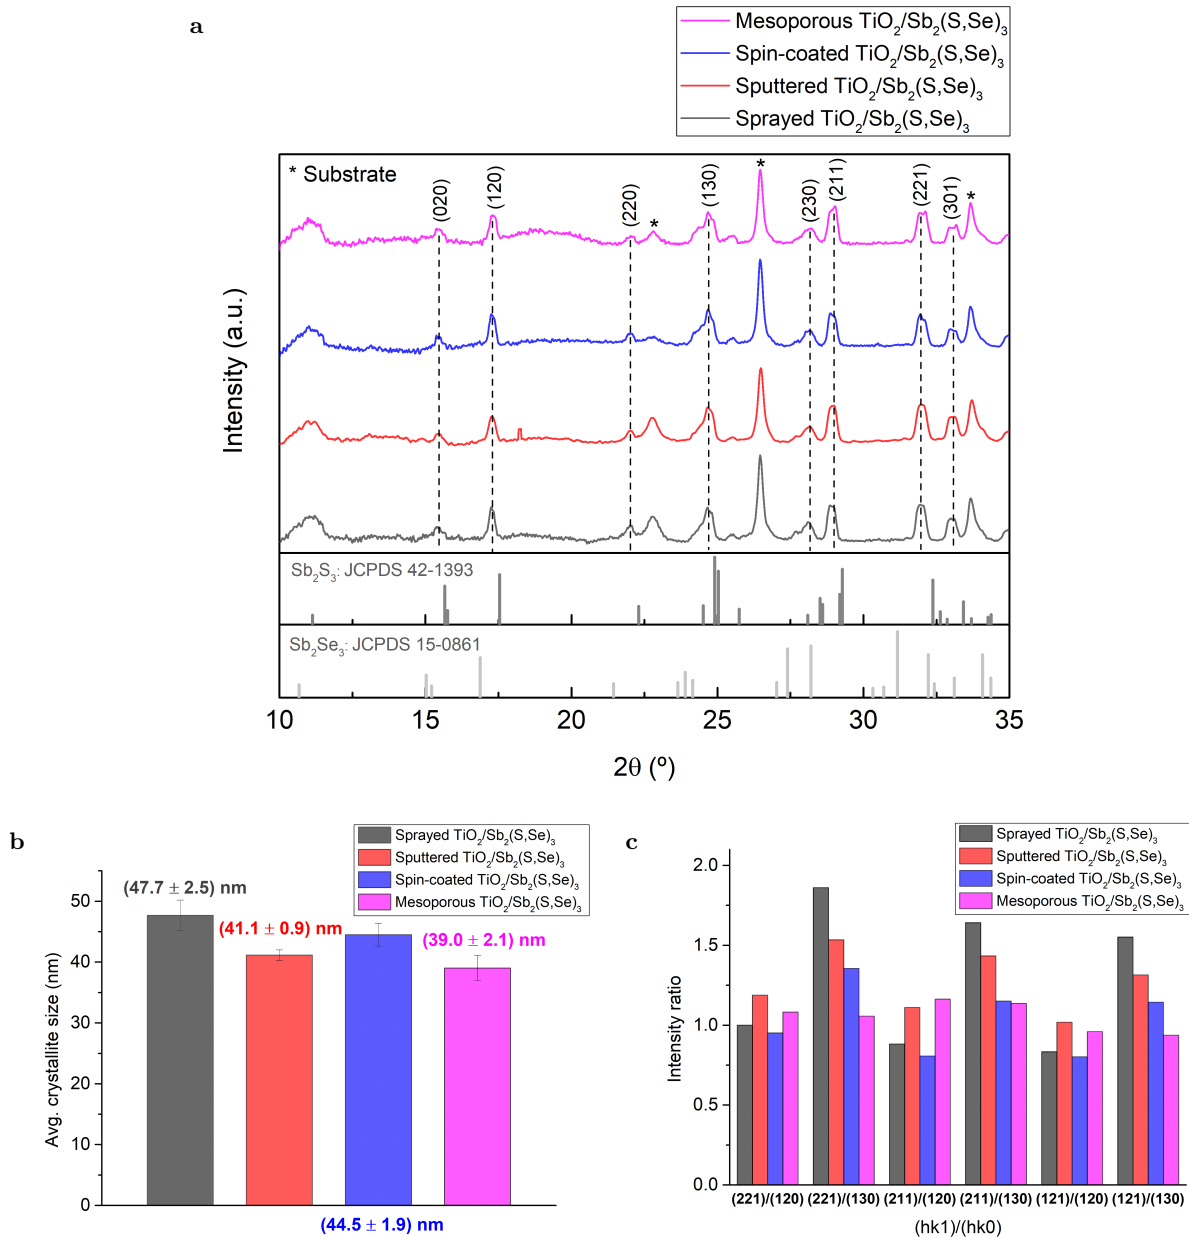 a
Mesoporous TiO₂/Sb₂(S,Se)₃
Spin-coated TiO₂/Sb₂(S,Se)₃
Sputtered TiO₂/Sb₂(S,Se)₃
Sprayed TiO₂/Sb₂(S,Se)₃
* Substrate
(020)
(120)
(220)
*
(130)
*
(230)
(211)
(221)
(301)
*
Intensity (a.u.)
Sb₂S₃: JCPDS 42-1393
Sb₂Se₃: JCPDS 15-0861
10 15 20 25 30 35
2θ (º)
b
Sprayed TiO₂/Sb₂(S,Se)₃
Sputtered TiO₂/Sb₂(S,Se)₃
Spin-coated TiO₂/Sb₂(S,Se)₃
Mesoporous TiO₂/Sb₂(S,Se)₃
(47.7 ± 2.5) nm
(41.1 ± 0.9) nm
(39.0 ± 2.1) nm
(44.5 ± 1.9) nm
Avg. crystallite size (nm)
50
40
30
20
10
0
c
Sprayed TiO₂/Sb₂(S,Se)₃
Sputtered TiO₂/Sb₂(S,Se)₃
Spin-coated TiO₂/Sb₂(S,Se)₃
Mesoporous TiO₂/Sb₂(S,Se)₃
Intensity ratio
2.0
1.5
1.0
0.5
0.0
(221)/(120) (221)/(130) (211)/(120) (211)/(130) (121)/(120) (121)/(130)
(hk1)/(hk0)